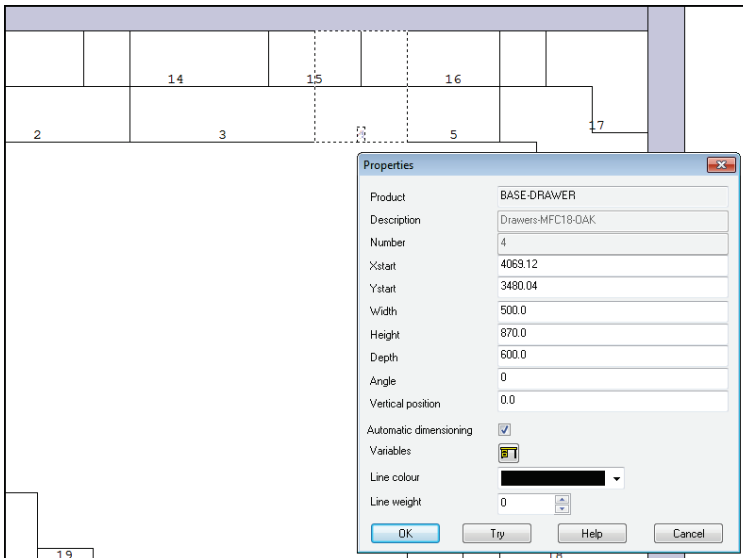 14 15 16
17
2 3 4 5
Properties
Product BASE-DRAWER
Description Drawers-MFC18-OAK
Number 4
Xstart 4069.12
Ystart 3480.04
Width 500.0
Height 870.0
Depth 600.0
Angle 0
Vertical position 0.0
Automatic dimensioning
Variables
Line colour
Line weight 0
OK Try Help Cancel
19 18